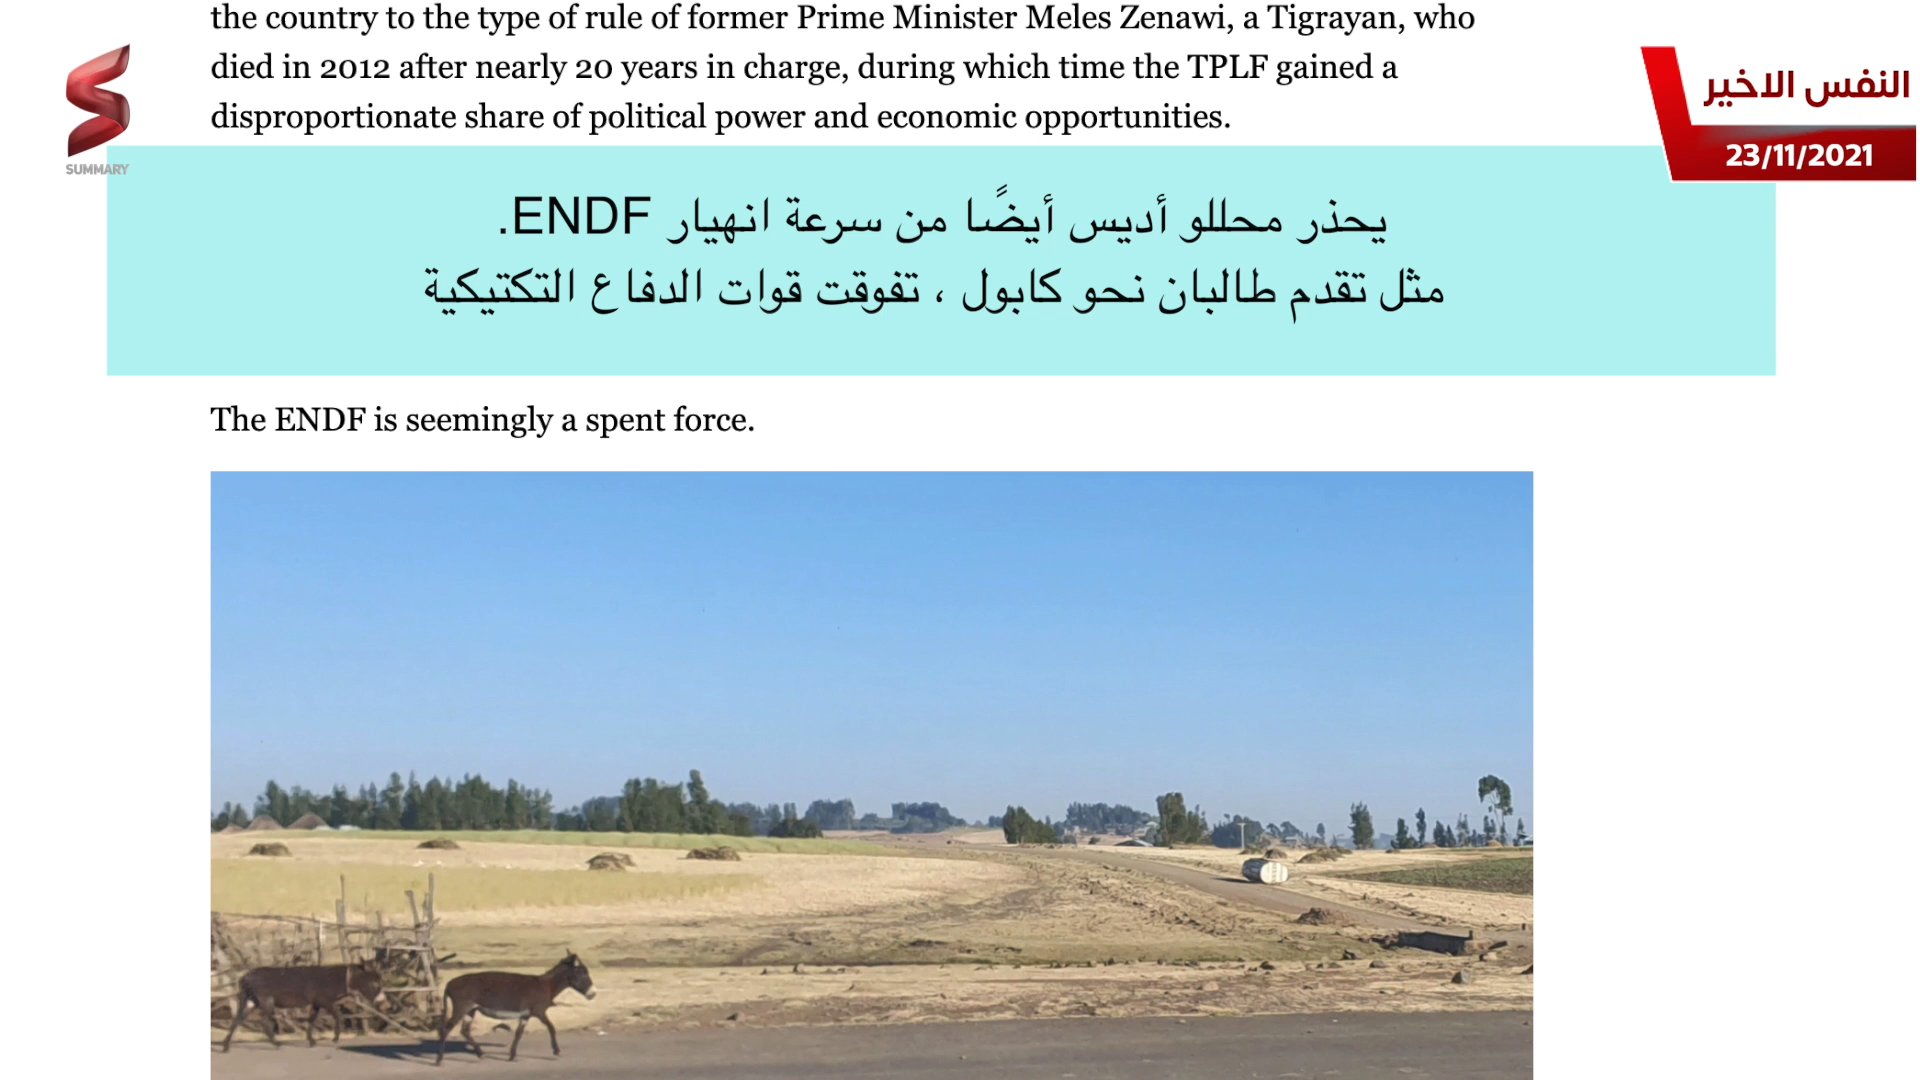 the country to the type of rule of former Prime Minister Meles Zenawi, a Tigrayan, who
died in 2012 after nearly 20 years in charge, during which time the TPLF gained a
disproportionate share of political power and economic opportunities.
SUMMARY
النفس الاخير
23/11/2021
يحذر محللو أديس أيضًا من سرعة انهيار ENDF.
مثل تقدم طالبان نحو كابول ، تفوقت قوات الدفاع التكتيكية
The ENDF is seemingly a spent force.